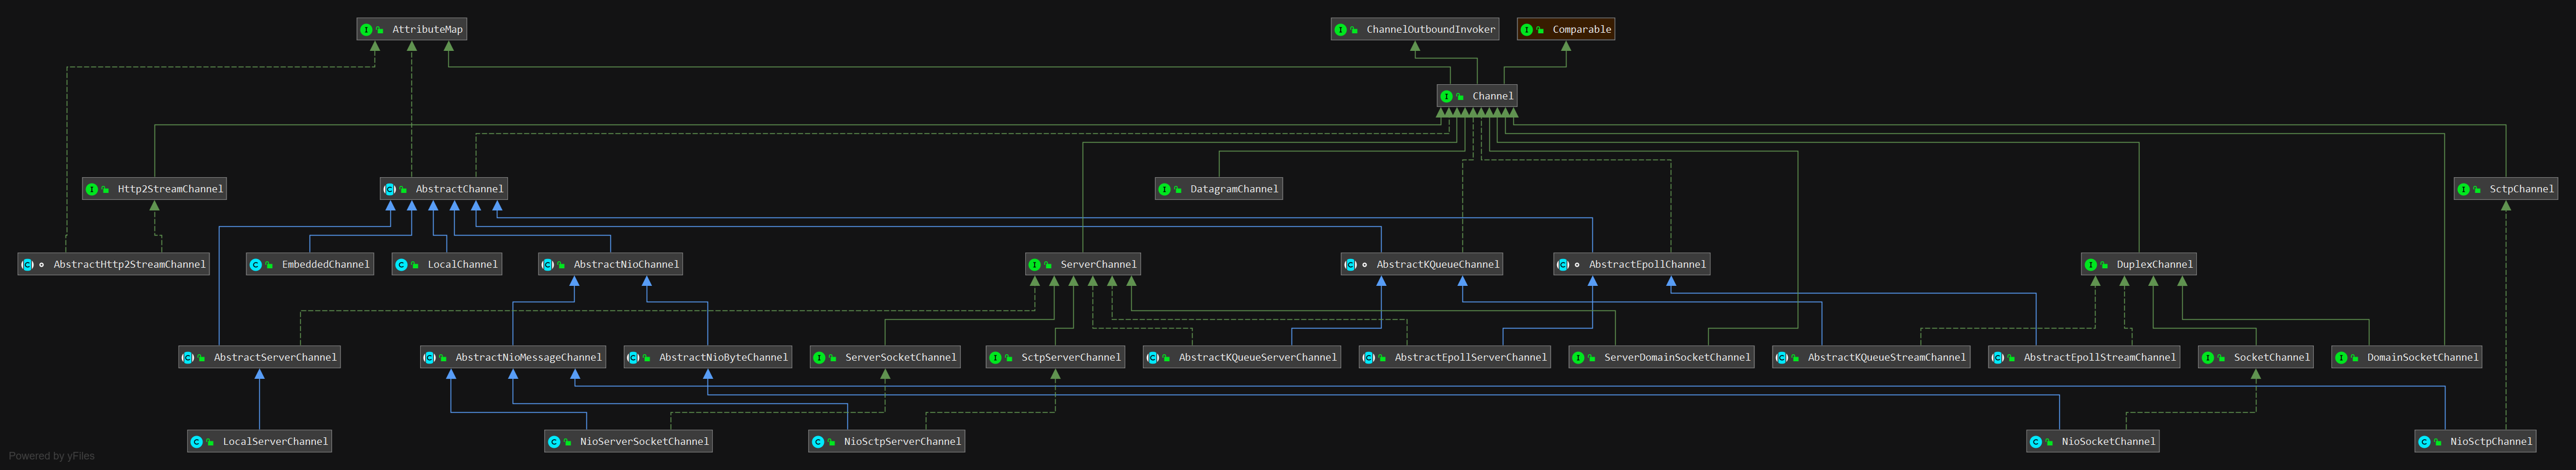 AttributeMap
ChannelOutboundInvoker
Comparable
Channel
Http2StreamChannel
AbstractChannel
DatagramChannel
SctpChannel
AbstractHttp2StreamChannel
EmbeddedChannel
LocalChannel
AbstractNioChannel
ServerChannel
AbstractKQueueChannel
AbstractEpollChannel
DuplexChannel
AbstractServerChannel
AbstractNioMessageChannel
AbstractNioByteChannel
ServerSocketChannel
SctpServerChannel
AbstractKQueueServerChannel
AbstractEpollServerChannel
ServerDomainSocketChannel
AbstractKQueueStreamChannel
AbstractEpollStreamChannel
SocketChannel
DomainSocketChannel
LocalServerChannel
NioServerSocketChannel
NioSctpServerChannel
NioSocketChannel
NioSctpChannel
Powered by yFiles